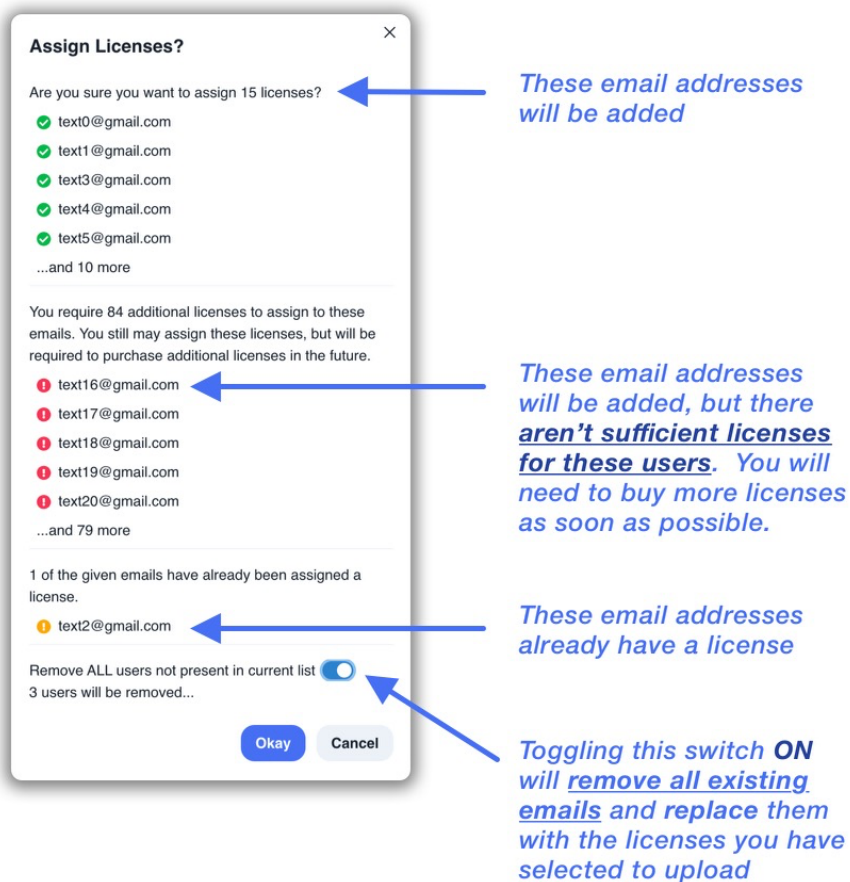 Assign Licenses?
Are you sure you want to assign 15 licenses?
text0@gmail.com
text1@gmail.com
text3@gmail.com
text4@gmail.com
text5@gmail.com
...and 10 more
You require 84 additional licenses to assign to these
emails. You still may assign these licenses, but will be
required to purchase additional licenses in the future.
text16@gmail.com
text17@gmail.com
text18@gmail.com
text19@gmail.com
text20@gmail.com
...and 79 more
1 of the given emails have already been assigned a
license.
text2@gmail.com
Remove ALL users not present in current list
3 users will be removed...
Okay
Cancel
These email addresses
will be added
These email addresses
will be added, but there
aren’t sufficient licenses
for these users. You will
need to buy more licenses
as soon as possible.
These email addresses
already have a license
Toggling this switch ON
will remove all existing
emails and replace them
with the licenses you have
selected to upload